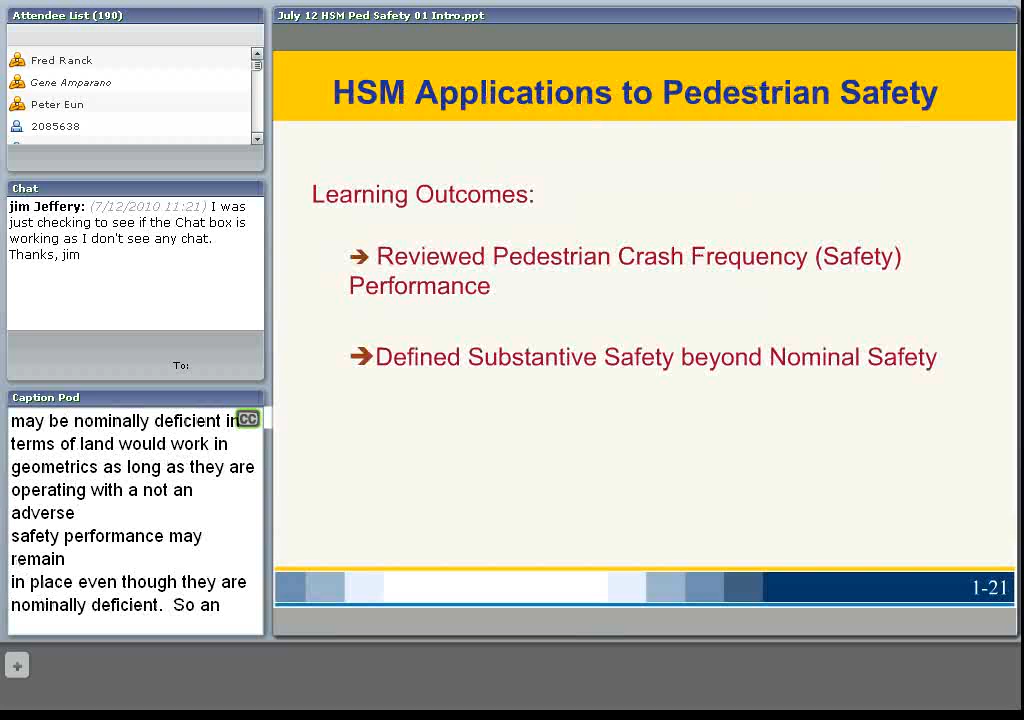 Attendee List (190)
Fred Ranck
Gene Amparano
Peter Eun
2085638
Chat
jim Jeffery: (7/12/2010 11:21) I was
just checking to see if the Chat box is
working as I don't see any chat.
Thanks, jim
To:
Caption Pod
may be nominally deficient in
CC
terms of land would work in
geometrics as long as they are
operating with a not an
adverse
safety performance may
remain
in place even though they are
nominally deficient. So an
July 12 HSM Ped Safety 01 Intro.ppt
HSM Applications to Pedestrian Safety
Learning Outcomes:
➔ Reviewed Pedestrian Crash Frequency (Safety)
Performance
➔Defined Substantive Safety beyond Nominal Safety
1-21